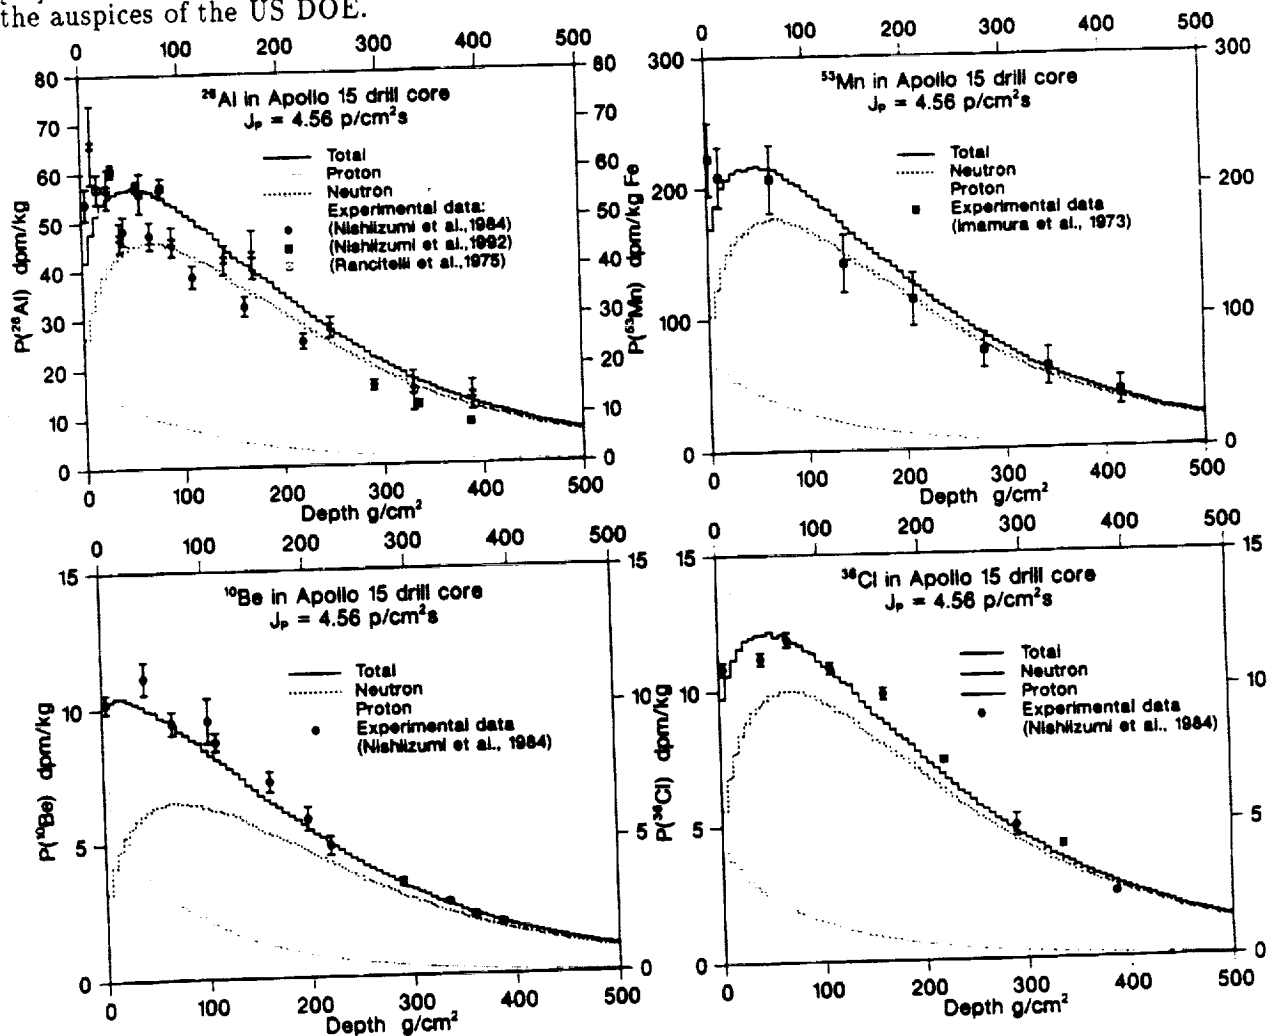 the auspices of the US DOE.
0 100 200 300 400 500
80 70 60 50 40 30 20 10 0
²⁶Al in Apollo 15 drill core
Jₚ = 4.56 p/cm²s
Total
Proton
Neutron
Experimental data:
(Nishiizumi et al.,1984)
(Nishiizumi et al.,1992)
(Rancitelli et al.,1975)
P(²⁶Al) dpm/kg
80 70 60 50 40 30 20 10 0
0 100 200 300 400 500
Depth g/cm²
0 100 200 300 400 500
300 200 100 0
⁵³Mn in Apollo 15 drill core
Jₚ = 4.56 p/cm²s
Total
Neutron
Proton
Experimental data
(Imamura et al., 1973)
P(⁵³Mn) dpm/kg Fe
300 200 100 0
0 100 200 300 400 500
Depth g/cm²
0 100 200 300 400 500
15 10 5 0
¹⁰Be in Apollo 15 drill core
Jₚ = 4.56 p/cm²s
Total
Neutron
Proton
Experimental data
(Nishiizumi et al., 1984)
P(¹⁰Be) dpm/kg
15 10 5 0
0 100 200 300 400 500
Depth g/cm²
0 100 200 300 400 500
15 10 5 0
³⁶Cl in Apollo 15 drill core
Jₚ = 4.56 p/cm²s
Total
Neutron
Proton
Experimental data
(Nishiizumi et al., 1984)
P(³⁶Cl) dpm/kg
15 10 5 0
0 100 200 300 400 500
Depth g/cm²